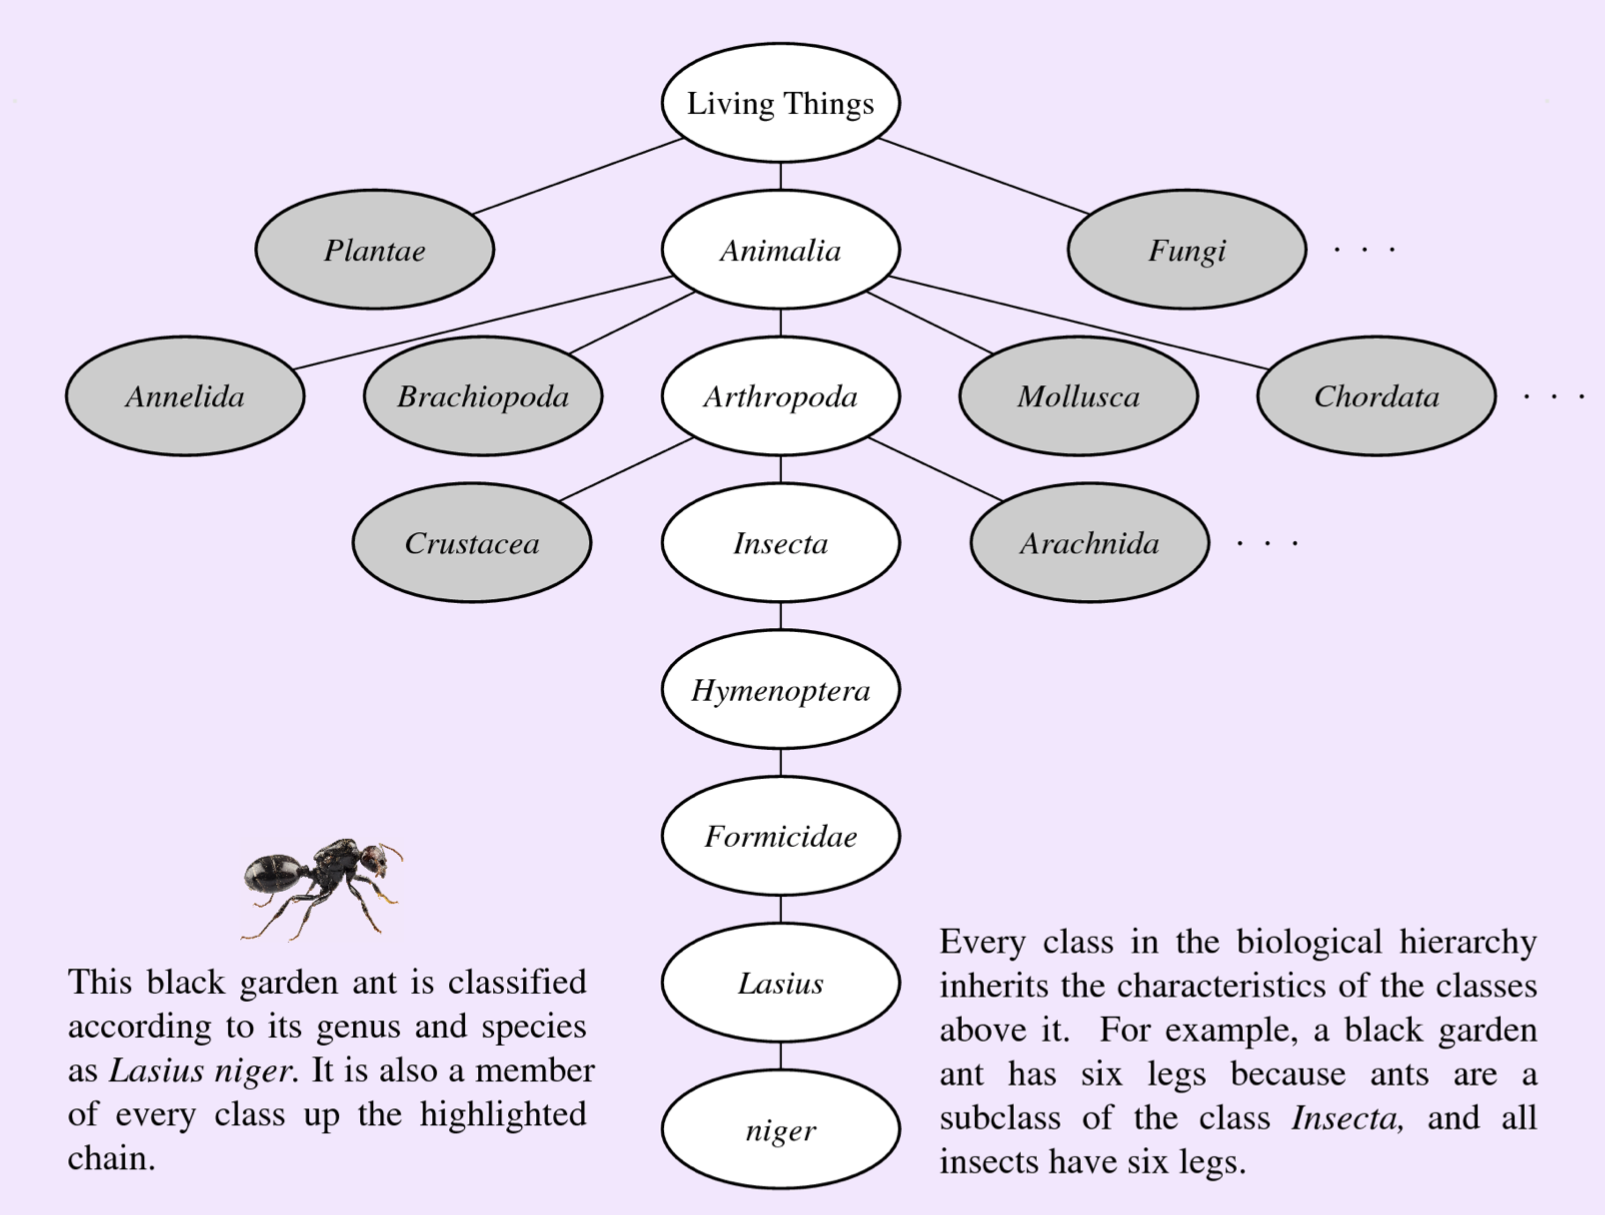 Living Things
Plantae
Animalia
Fungi . . .
Annelida
Brachiopoda
Arthropoda
Mollusca
Chordata . . .
Crustacea
Insecta
Arachnida . . .
Hymenoptera
Formicidae
Lasius
niger
This black garden ant is classified
according to its genus and species
as Lasius niger. It is also a member
of every class up the highlighted
chain.
Every class in the biological hierarchy
inherits the characteristics of the classes
above it. For example, a black garden
ant has six legs because ants are a
subclass of the class Insecta, and all
insects have six legs.